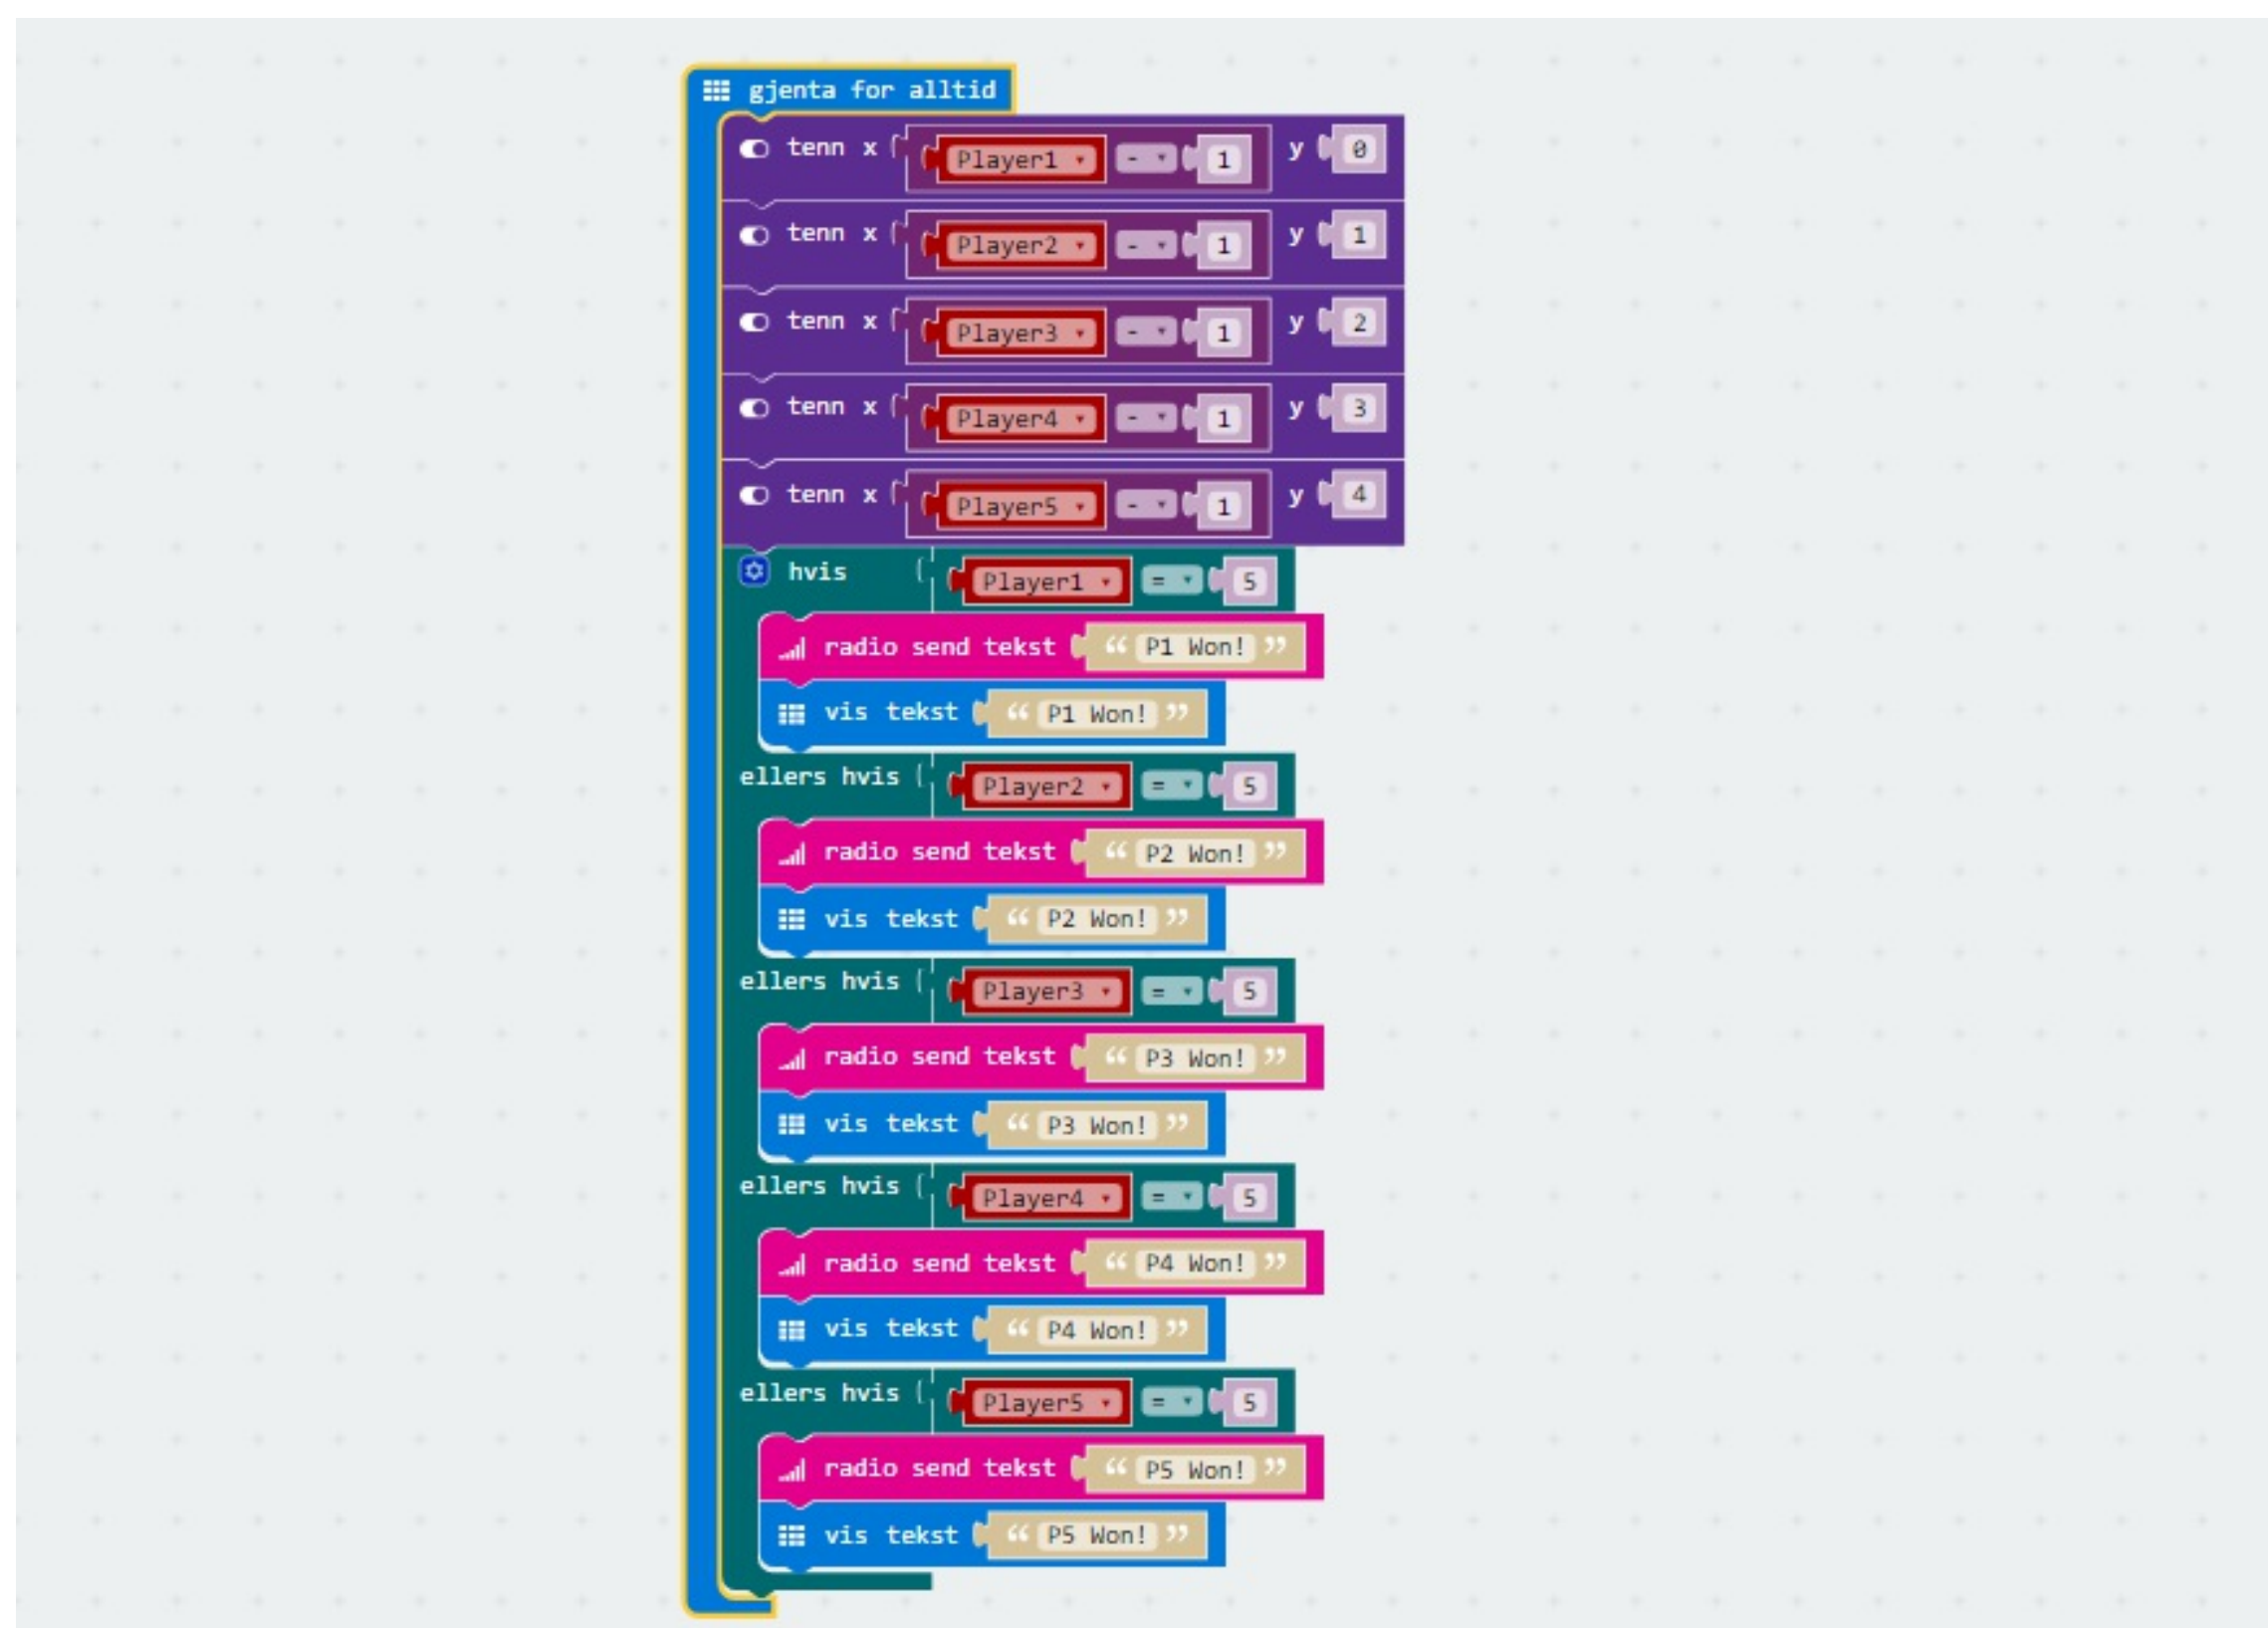 gjenta for alltid
tenn x Player1 - 1 y 0
tenn x Player2 - 1 y 1
tenn x Player3 - 1 y 2
tenn x Player4 - 1 y 3
tenn x Player5 - 1 y 4
hvis Player1 = 5
radio send tekst “ P1 Won! ”
vis tekst “ P1 Won! ”
ellers hvis Player2 = 5
radio send tekst “ P2 Won! ”
vis tekst “ P2 Won! ”
ellers hvis Player3 = 5
radio send tekst “ P3 Won! ”
vis tekst “ P3 Won! ”
ellers hvis Player4 = 5
radio send tekst “ P4 Won! ”
vis tekst “ P4 Won! ”
ellers hvis Player5 = 5
radio send tekst “ P5 Won! ”
vis tekst “ P5 Won! ”